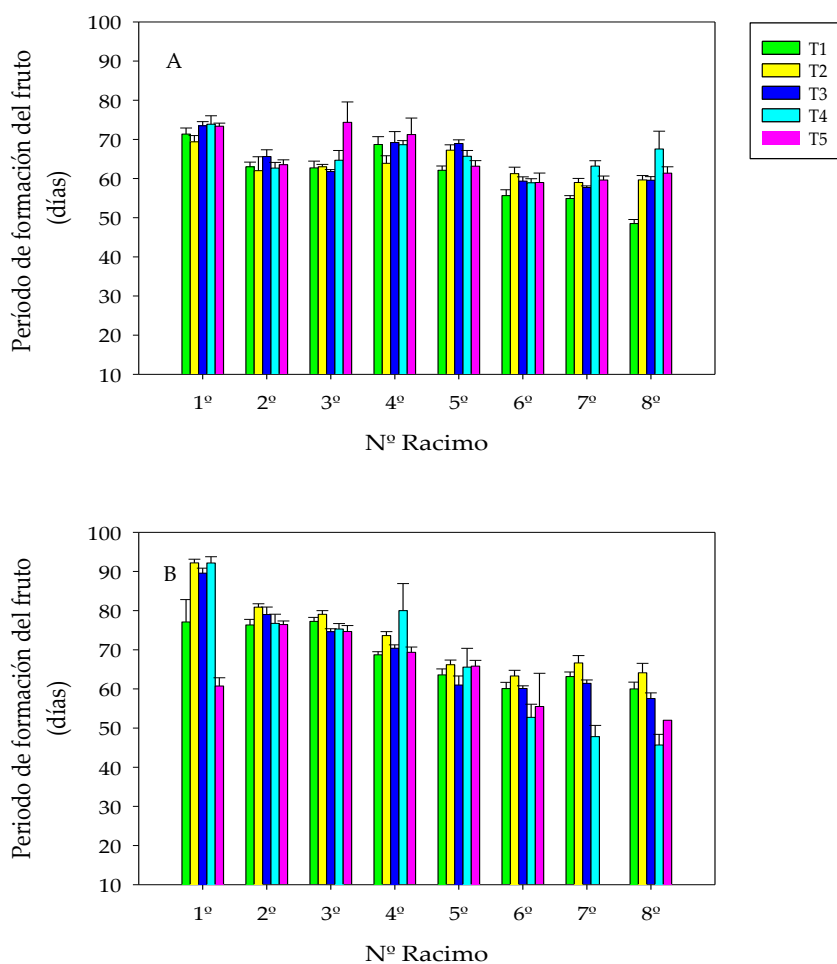 Período de formación del fruto
(días)
A
100
90
80
70
60
50
40
30
20
10
1º 2º 3º 4º 5º 6º 7º 8º
Nº Racimo
T1
T2
T3
T4
T5
Periodo de formación del fruto
(días)
B
100
90
80
70
60
50
40
30
20
10
1º 2º 3º 4º 5º 6º 7º 8º
Nº Racimo